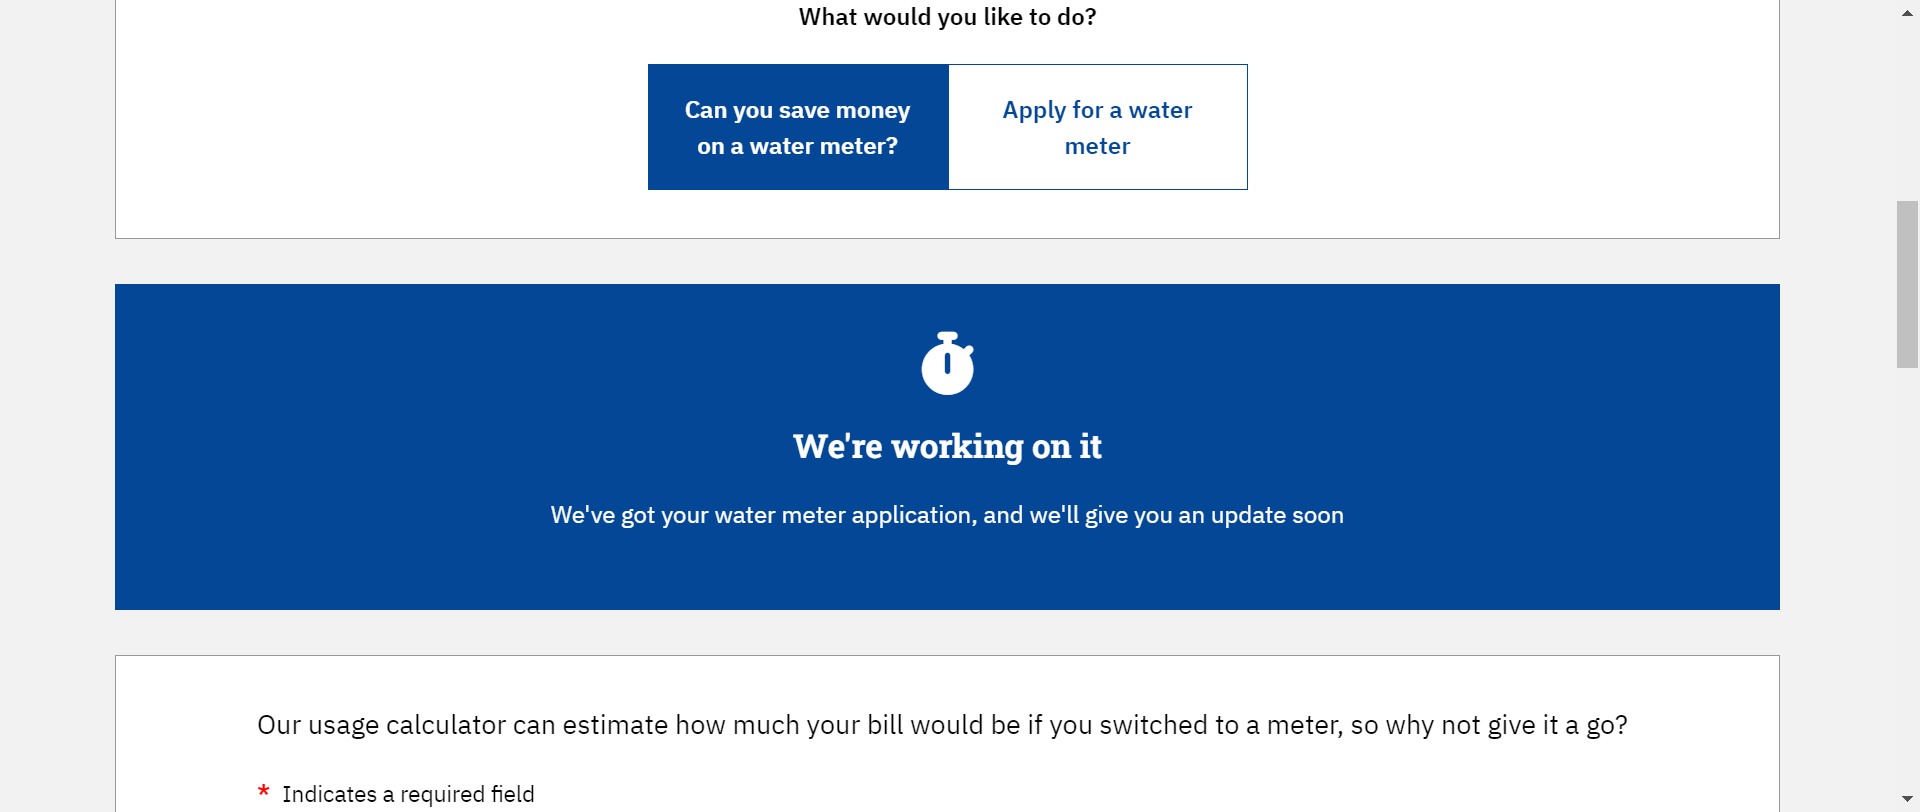 What would you like to do?
Can you save money
on a water meter?
Apply for a water
meter
We're working on it
We've got your water meter application, and we'll give you an update soon
Our usage calculator can estimate how much your bill would be if you switched to a meter, so why not give it a go?
* Indicates a required field